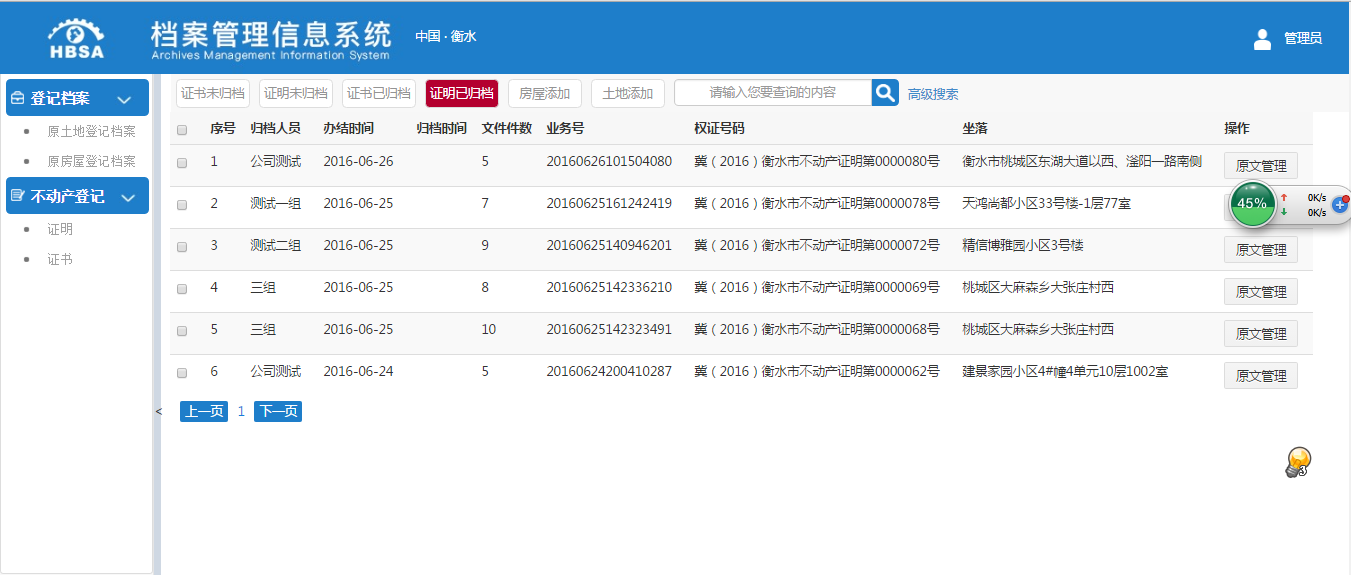 HBSA
档案管理信息系统
Archives Management Information System
中国 · 衡水
管理员
登记档案
原土地登记档案
原房屋登记档案
不动产登记
证明
证书
证书未归档 证明未归档 证书已归档 证明已归档 房屋添加 土地添加 请输入您要查询的内容 高级搜索
序号 归档人员 办结时间 归档时间 文件件数 业务号 权证号码 坐落 操作
1 公司测试 2016-06-26 5 20160626101504080 冀（2016）衡水市不动产证明第0000080号 衡水市桃城区东湖大道以西、滏阳一路南侧 原文管理
2 测试一组 2016-06-25 7 20160625161242419 冀（2016）衡水市不动产证明第0000078号 天鸿尚都小区33号楼-1层77室
45% 0K/s
0K/s
3 测试二组 2016-06-25 9 20160625140946201 冀（2016）衡水市不动产证明第0000072号 精信博雅园小区3号楼 原文管理
4 三组 2016-06-25 8 20160625142336210 冀（2016）衡水市不动产证明第0000069号 桃城区大麻森乡大张庄村西 原文管理
5 三组 2016-06-25 10 20160625142323491 冀（2016）衡水市不动产证明第0000068号 桃城区大麻森乡大张庄村西 原文管理
6 公司测试 2016-06-24 5 20160624200410287 冀（2016）衡水市不动产证明第0000062号 建景家园小区4#幢4单元10层1002室 原文管理
< 上一页 1 下一页